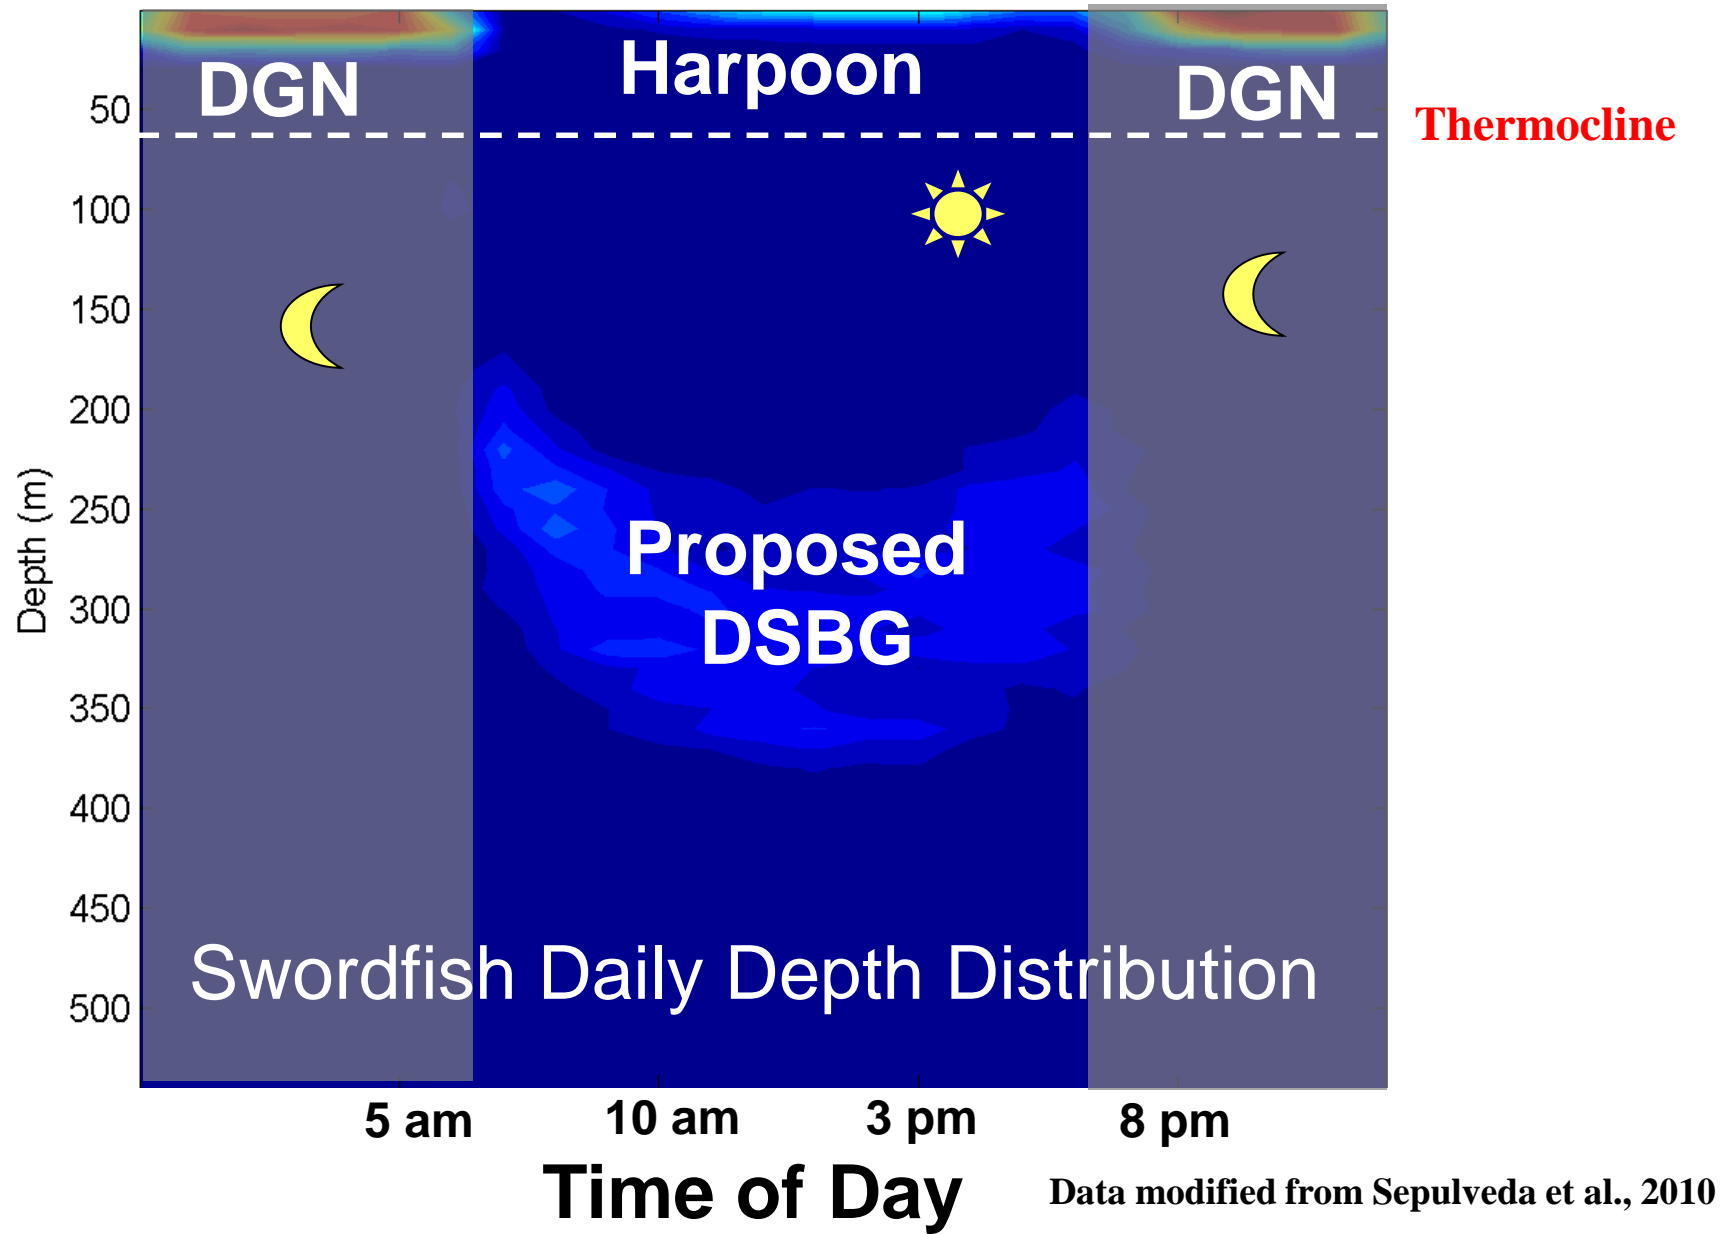 DGN
Harpoon
DGN
Thermocline
50
100
150
200
250
300
350
400
450
500
Depth (m)
Proposed
DSBG
Swordfish Daily Depth Distribution
5 am
10 am
3 pm
8 pm
Time of Day
Data modified from Sepulveda et al., 2010